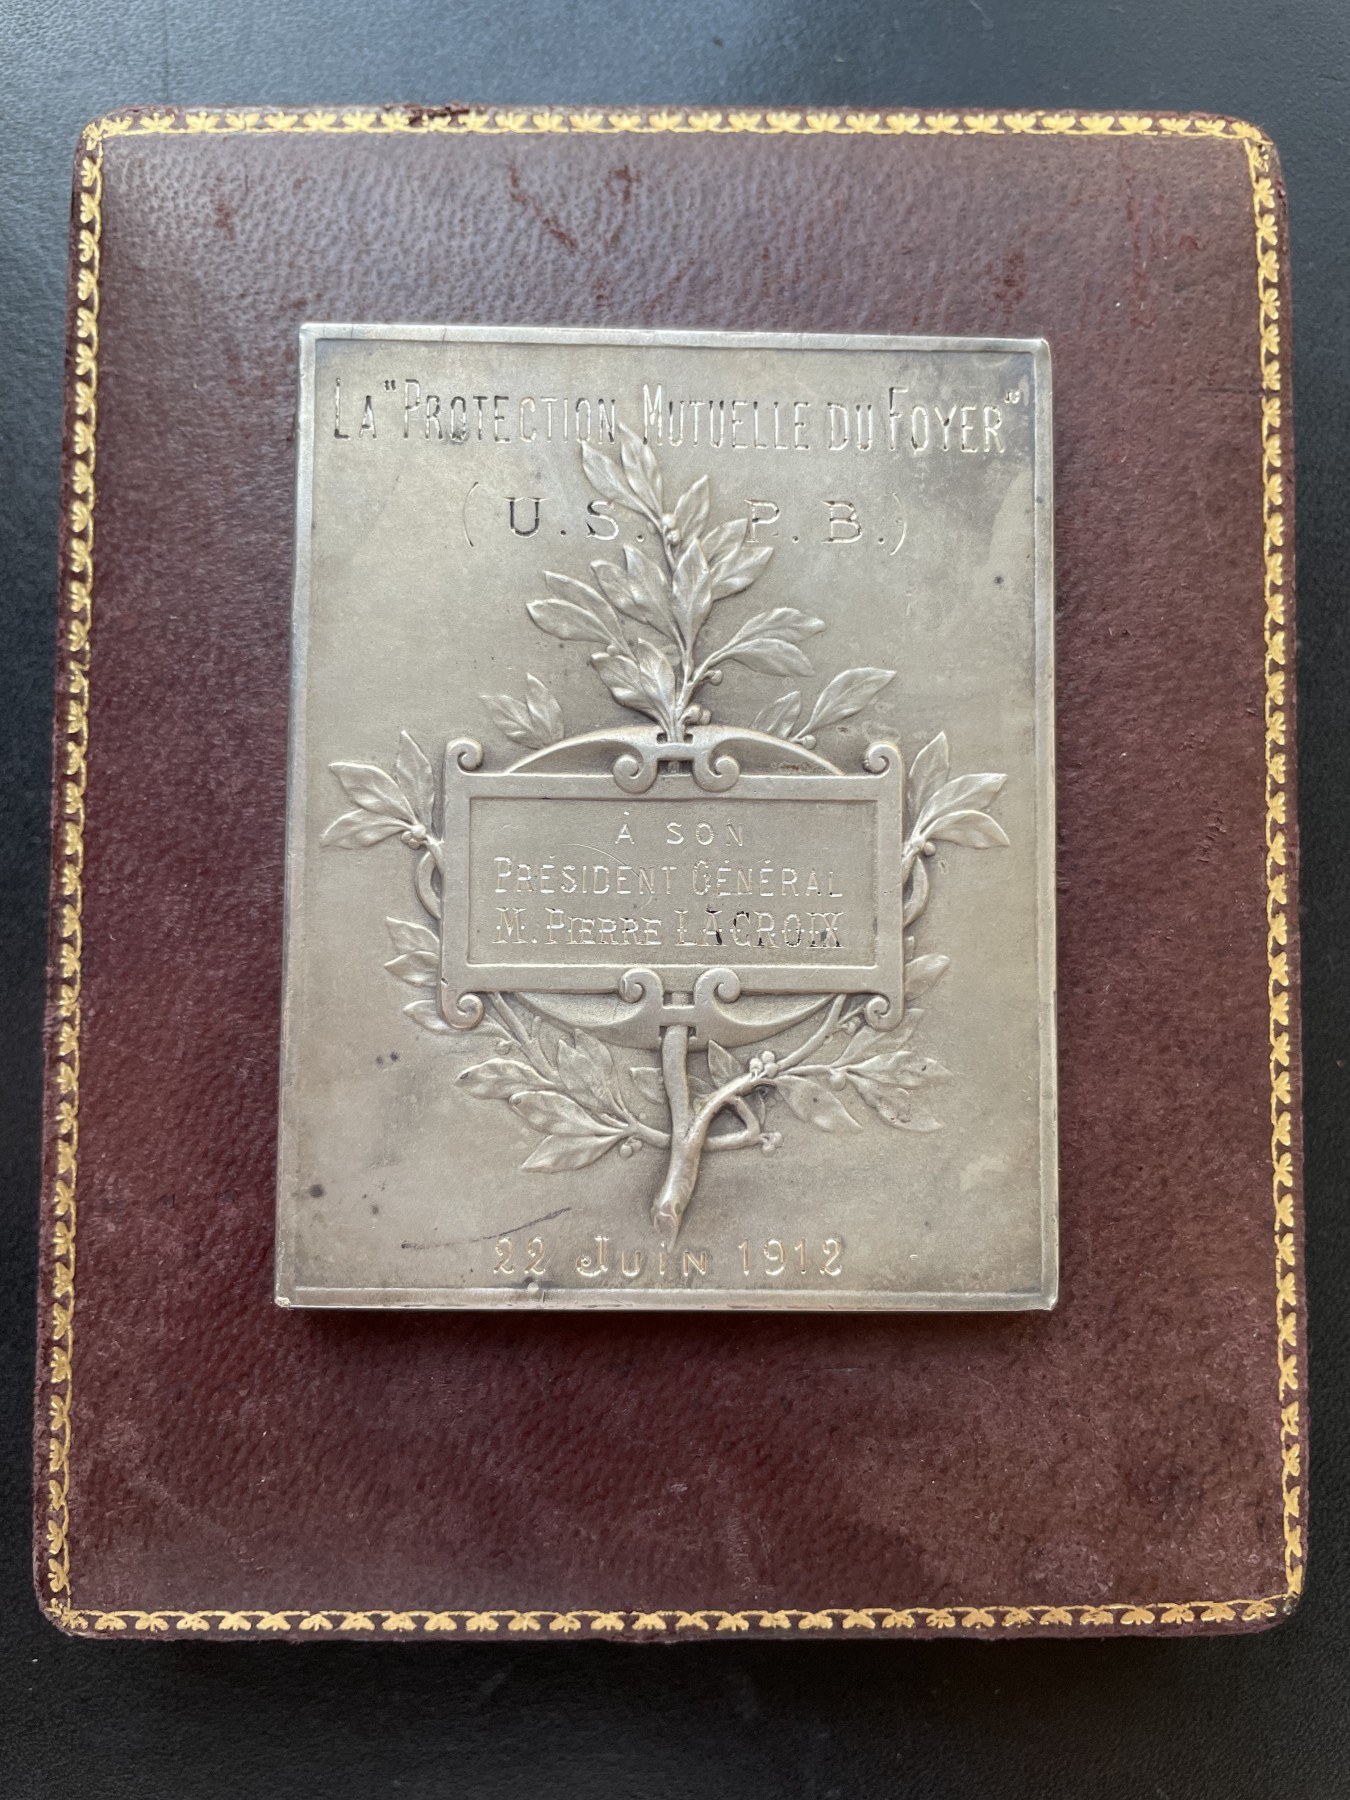 LA "PROTECTION MUTUELLE DU FOYER"
(U.S. P.B.)
À SON
PRÉSIDENT GÉNÉRAL
M. PIERRE LACROIX
22 JUIN 1912